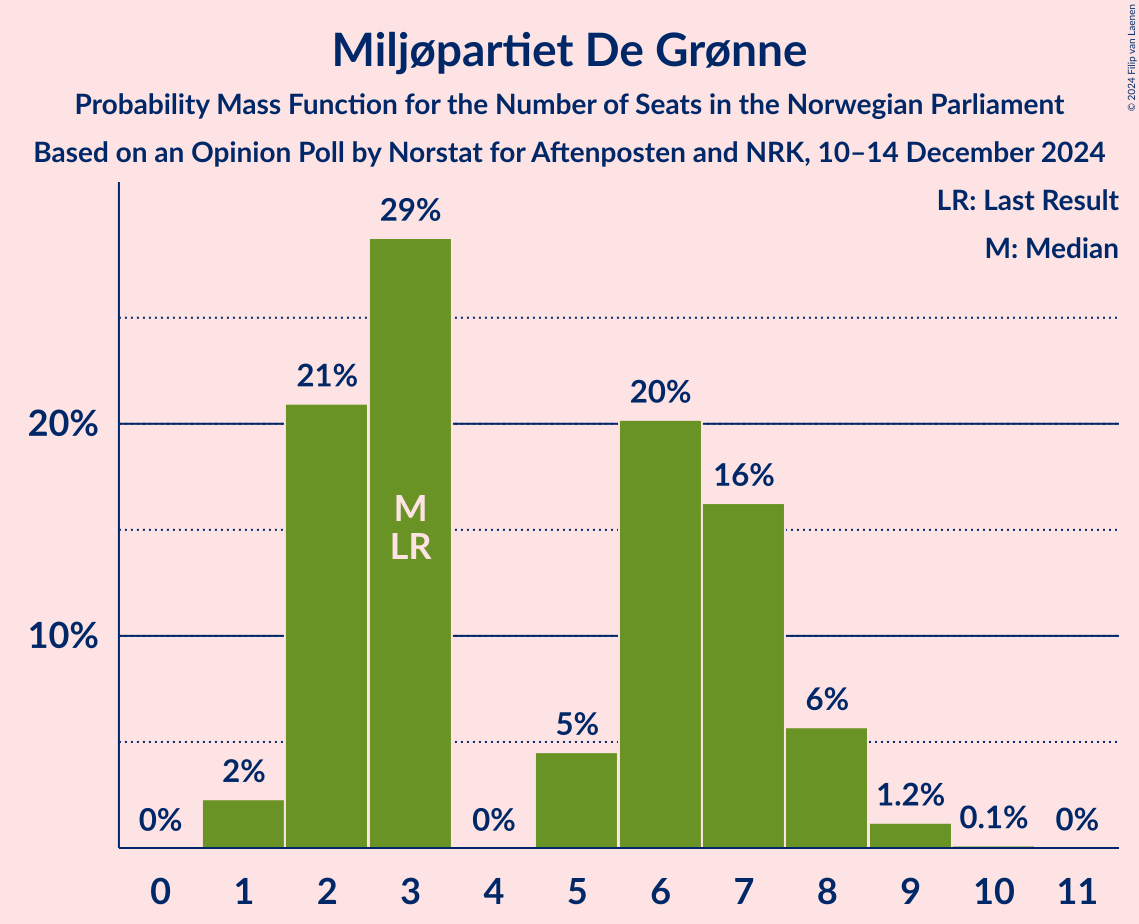 Miljøpartiet De Grønne
Probability Mass Function for the Number of Seats in the Norwegian Parliament
Based on an Opinion Poll by Norstat for Aftenposten and NRK, 10–14 December 2024
© 2024 Filip van Laenen
LR: Last Result
M: Median
29%
21%
20%
20%
16%
M
LR
10%
6%
5%
2%
1.2%
0%
0%
0.1%
0%
0 1 2 3 4 5 6 7 8 9 10 11